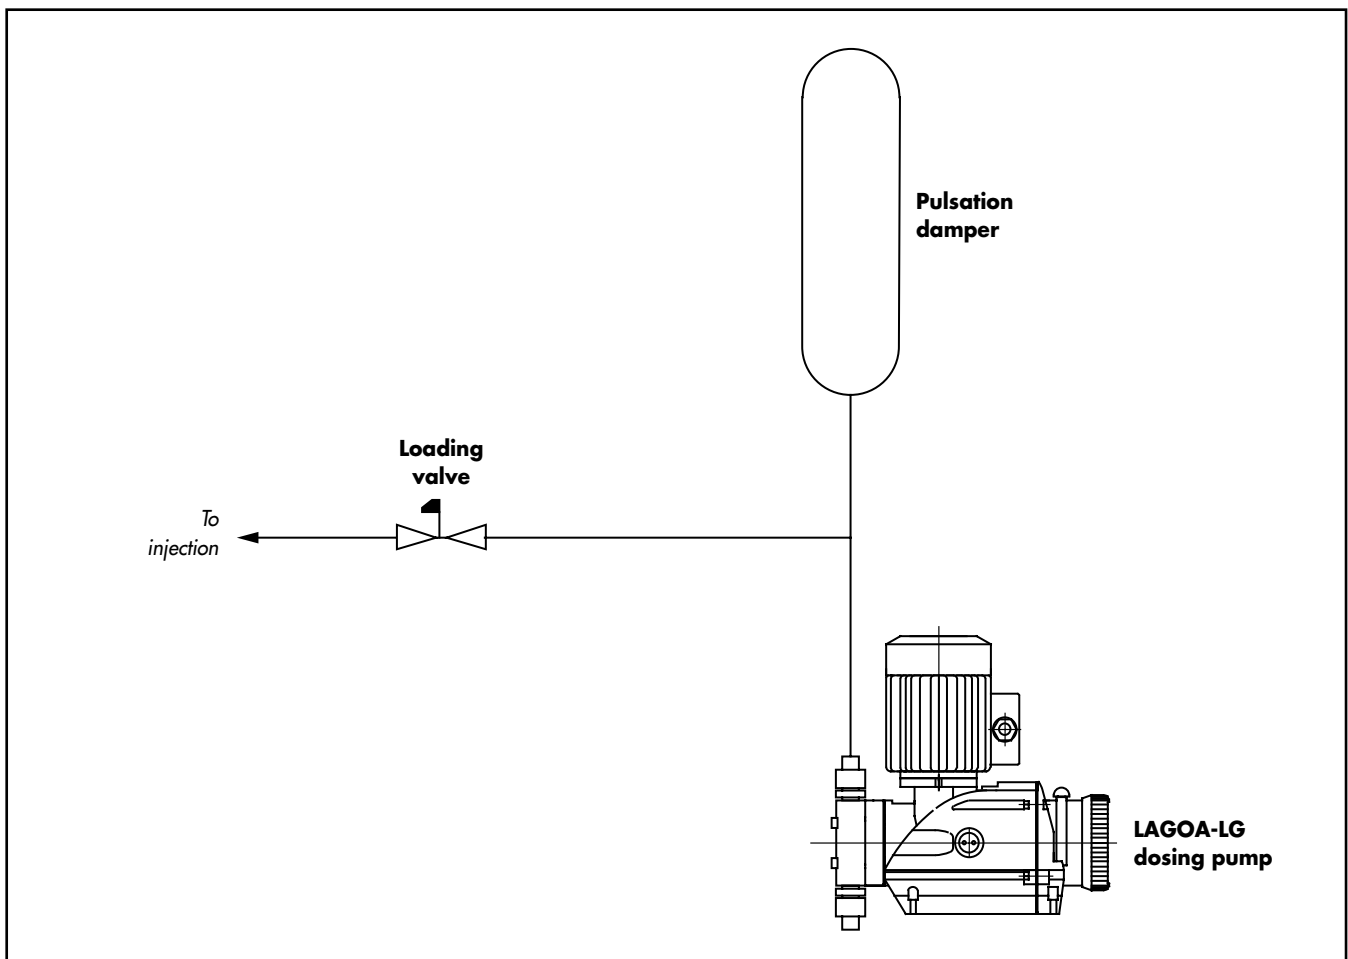 Pulsation
damper
Loading
valve
To
injection
LAGOA-LG
dosing pump